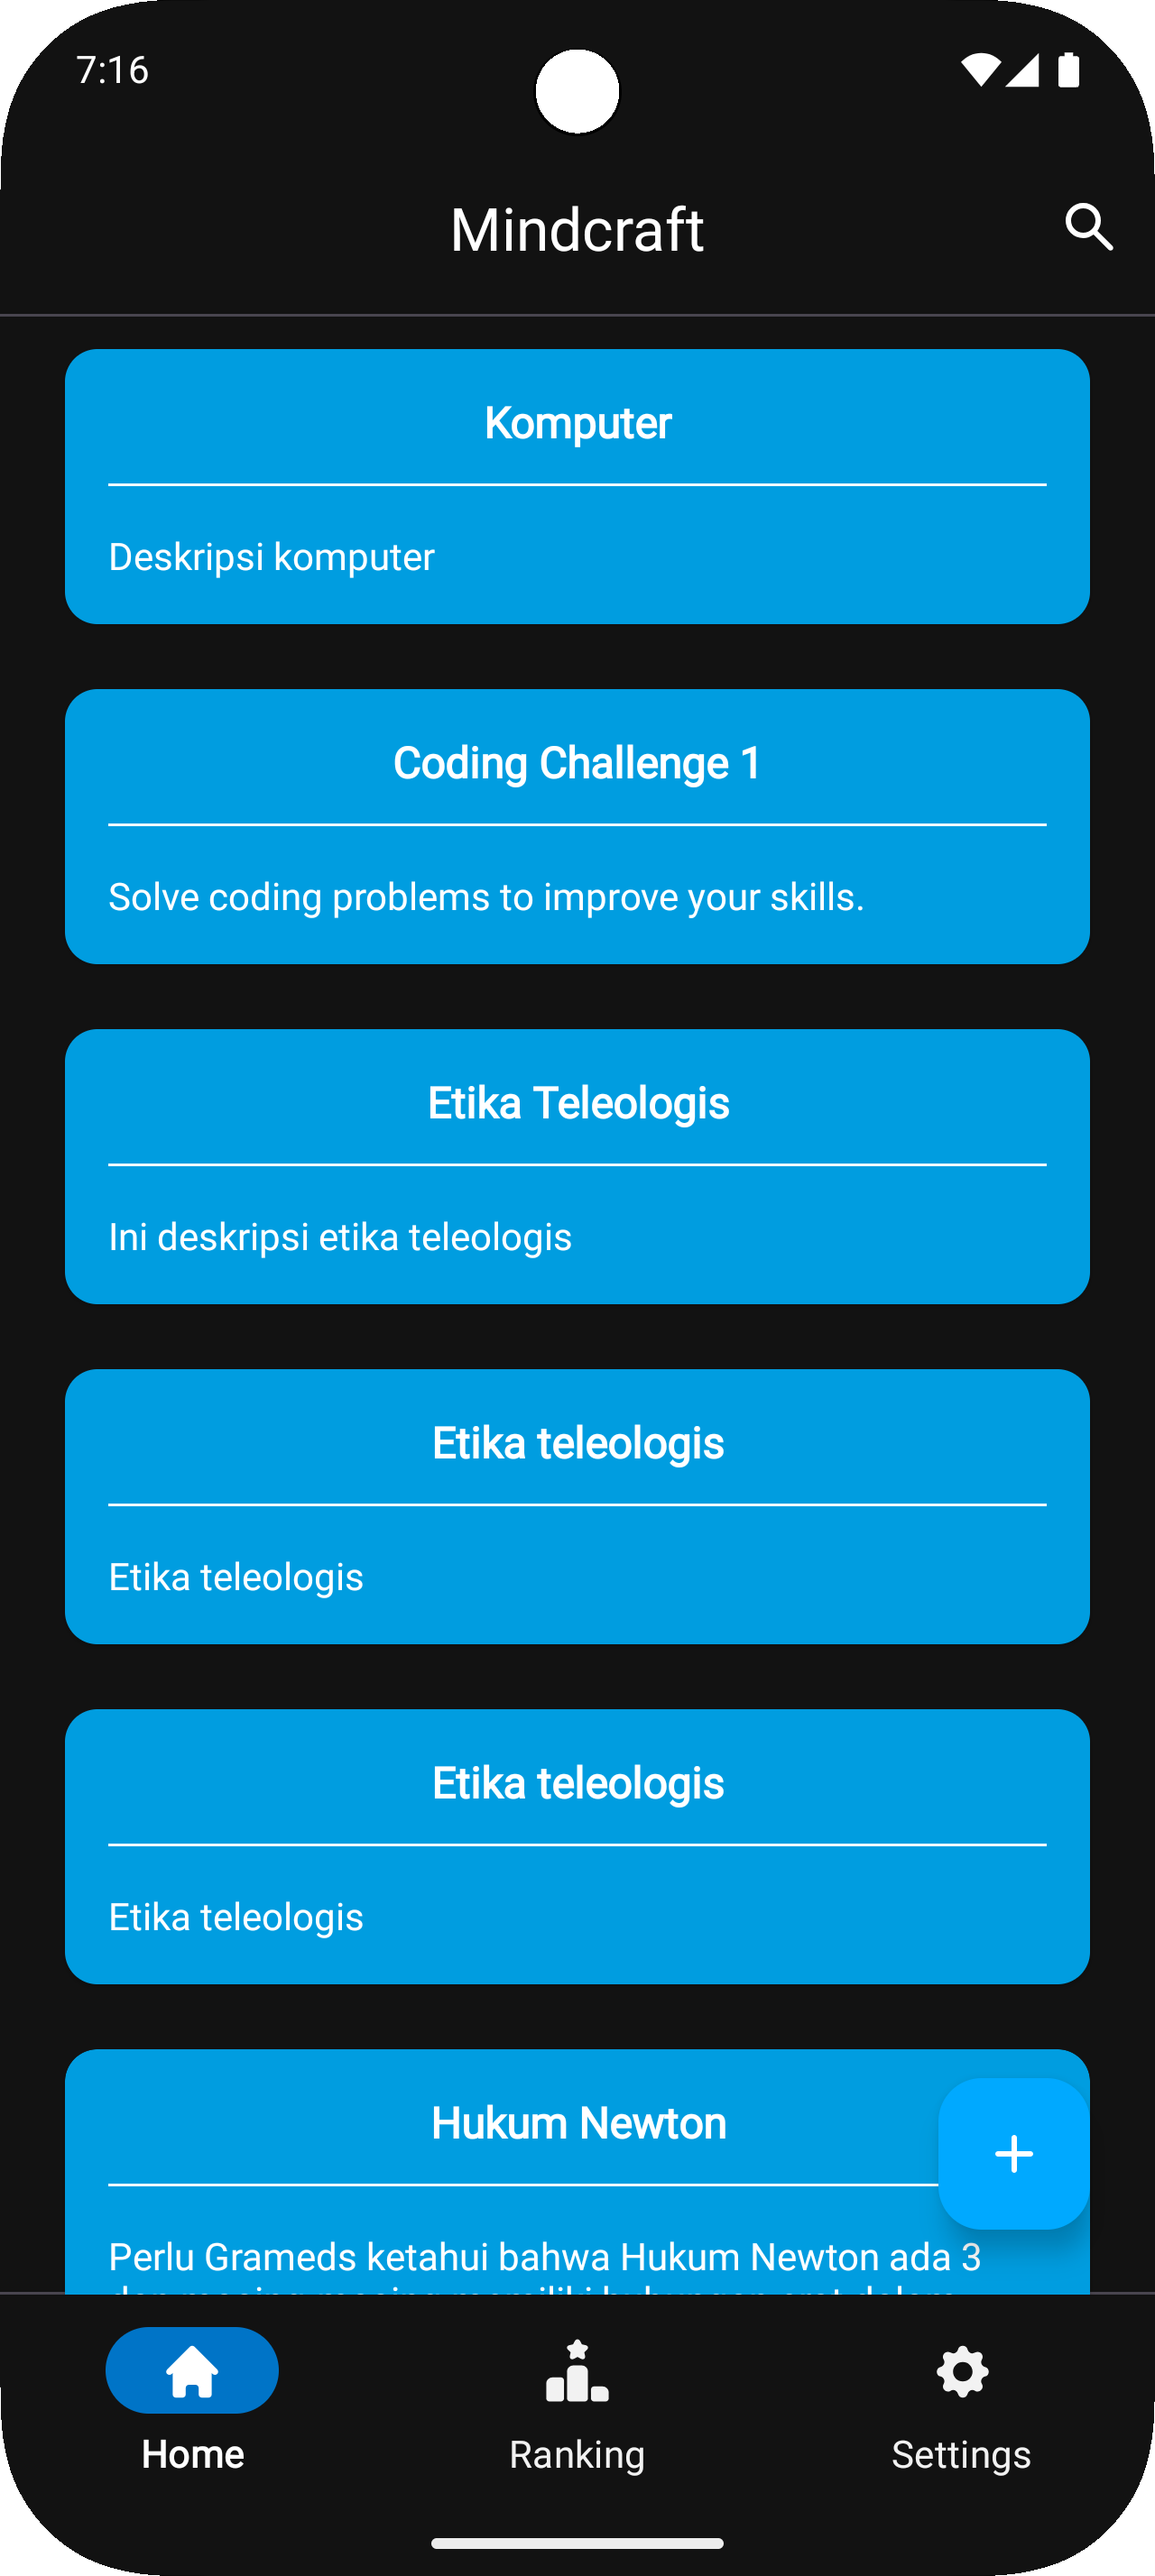 7:16
Mindcraft
Komputer
Deskripsi komputer
Coding Challenge 1
Solve coding problems to improve your skills.
Etika Teleologis
Ini deskripsi etika teleologis
Etika teleologis
Etika teleologis
Etika teleologis
Etika teleologis
Hukum Newton
Perlu Grameds ketahui bahwa Hukum Newton ada 3
Home
Ranking
Settings